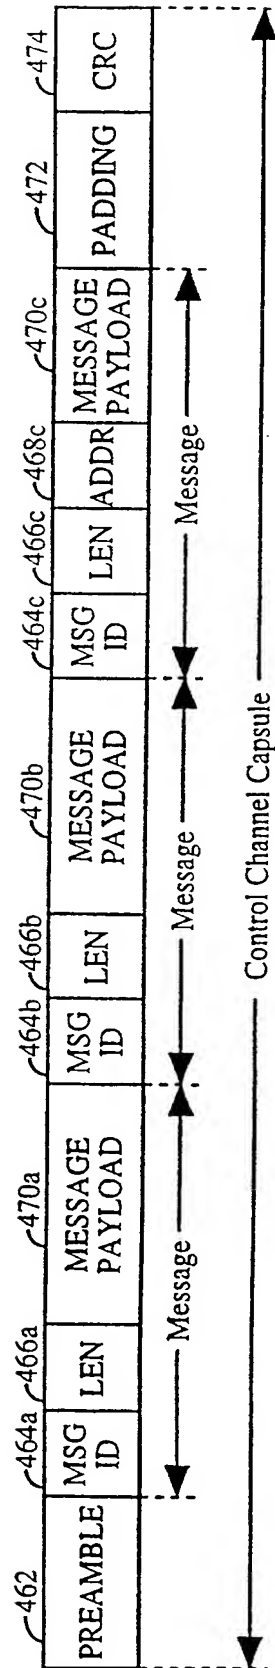 462
464a
466a
470a
464b
466b
470b
464c
466c
468c
470c
472
474
PREAMBLE
MSG
ID
LEN
MESSAGE
PAYLOAD
MSG
ID
LEN
MESSAGE
PAYLOAD
MSG
ID
LEN
ADDR
MESSAGE
PAYLOAD
PADDING
CRC
Message
Message
Message
Control Channel Capsule